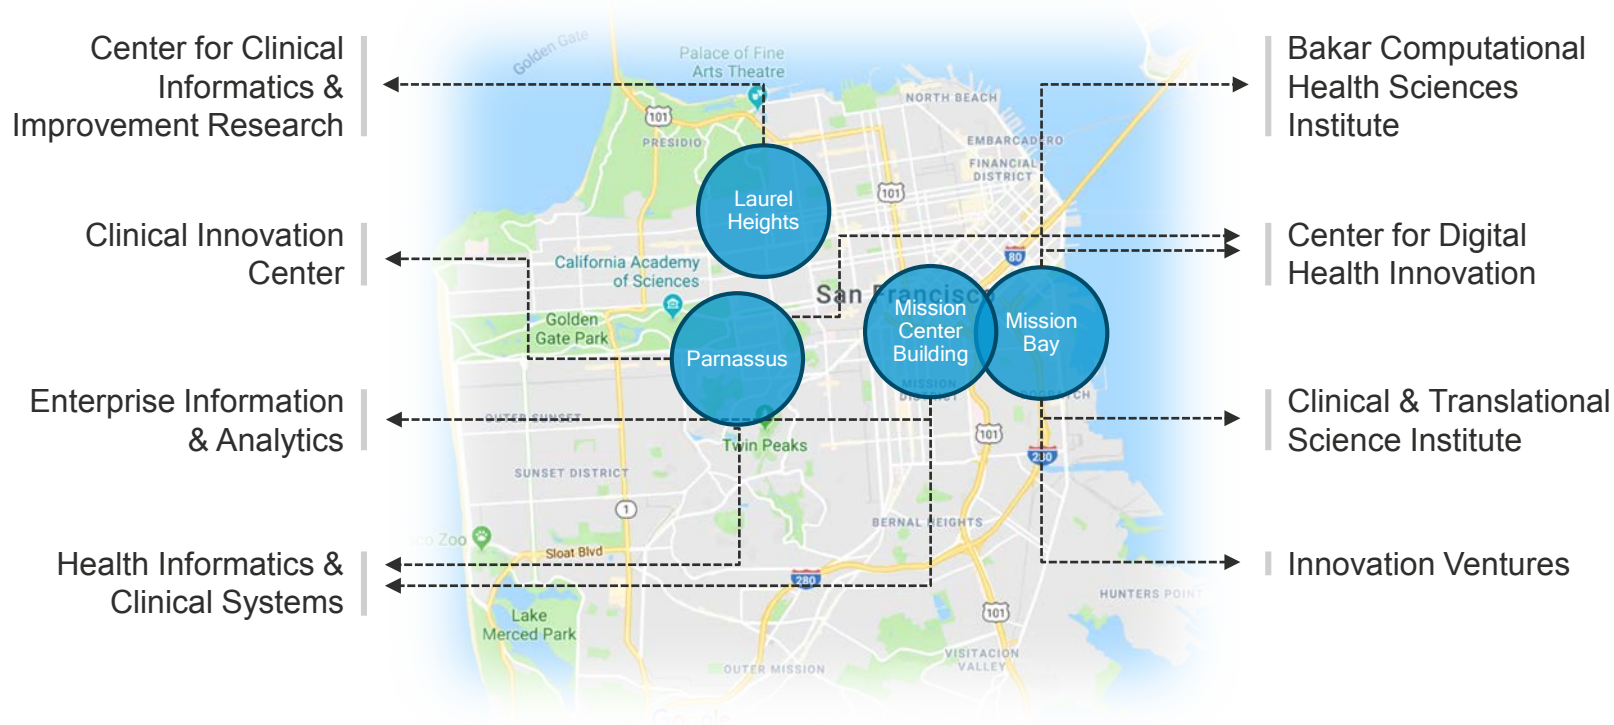 Center for Clinical
Informatics &
Improvement Research
Clinical Innovation
Center
Enterprise Information
& Analytics
Health Informatics &
Clinical Systems
Golden Gate
Palace of Fine
Arts Theatre
101
PRESIDIO
NORTH BEACH
EMBARCADERO
FINANCIAL
DISTRICT
101
Laurel
Heights
California Academy
of Sciences
80
San Francisco
Golden
Gate Park
Parnassus
Mission
Center
Building
Mission
Bay
MISSION
DISTRICT
OUTER SUNSET
Twin Peaks
101
280
SUNSET DISTRICT
1
BERNAL HEIGHTS
Zoo
Sloat Blvd
280
HUNTERS POINT
101
Lake
Merced Park
VISITACION
VALLEY
OUTER MISSION
Google
Bakar Computational
Health Sciences
Institute
Center for Digital
Health Innovation
Clinical & Translational
Science Institute
Innovation Ventures